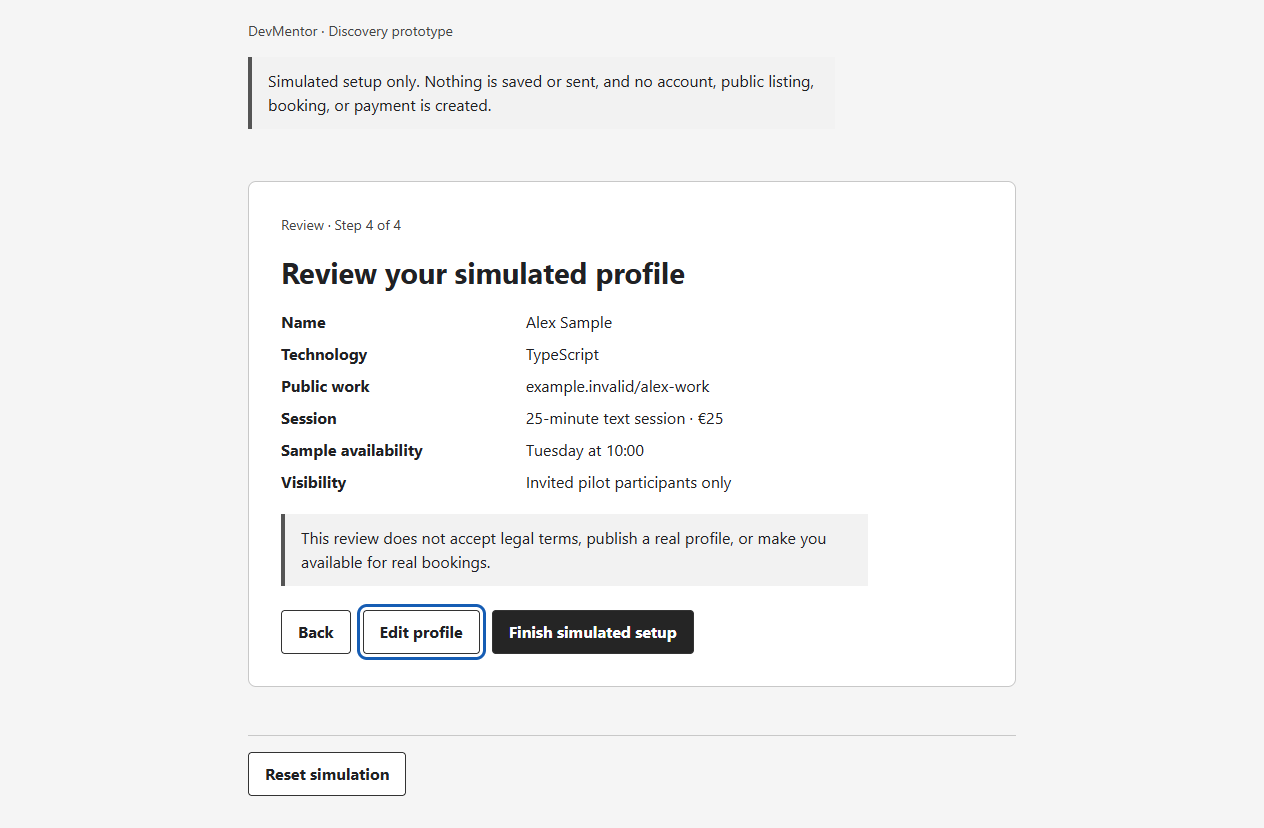 DevMentor · Discovery prototype
Simulated setup only. Nothing is saved or sent, and no account, public listing,
booking, or payment is created.
Review · Step 4 of 4
Review your simulated profile
Name Alex Sample
Technology TypeScript
Public work example.invalid/alex-work
Session 25-minute text session · €25
Sample availability Tuesday at 10:00
Visibility Invited pilot participants only
This review does not accept legal terms, publish a real profile, or make you
available for real bookings.
Back Edit profile Finish simulated setup
Reset simulation